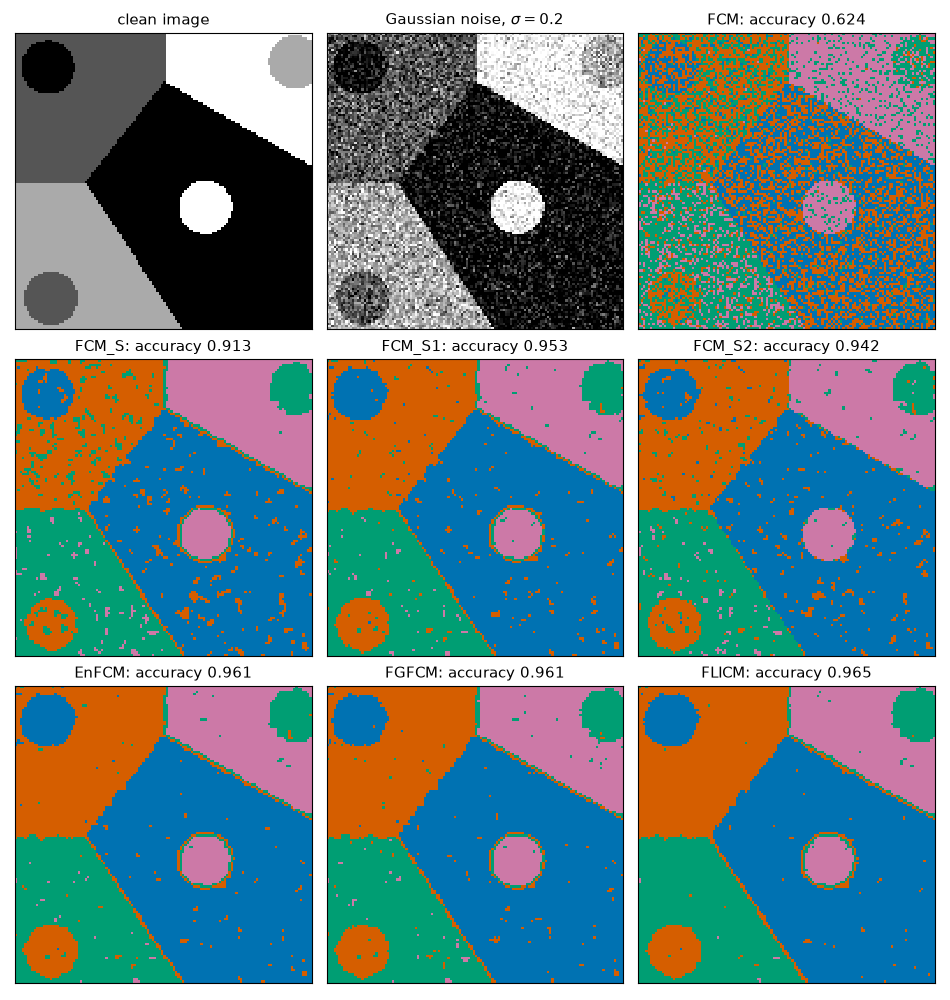 clean image
Gaussian noise, σ = 0.2
FCM: accuracy 0.624
FCM_S: accuracy 0.913
FCM_S1: accuracy 0.953
FCM_S2: accuracy 0.942
EnFCM: accuracy 0.961
FGFCM: accuracy 0.961
FLICM: accuracy 0.965